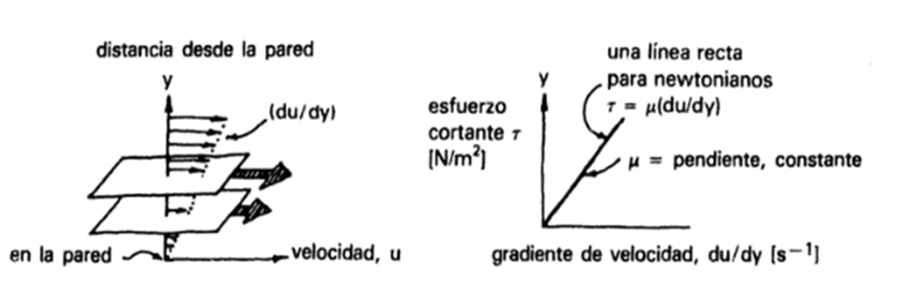 distancia desde la pared
y
(du/dy)
en la pared
velocidad, u
una línea recta
para newtonianos
τ = μ(du/dy)
y
esfuerzo
cortante τ
[N/m²]
μ = pendiente, constante
gradiente de velocidad, du/dy [s⁻¹]